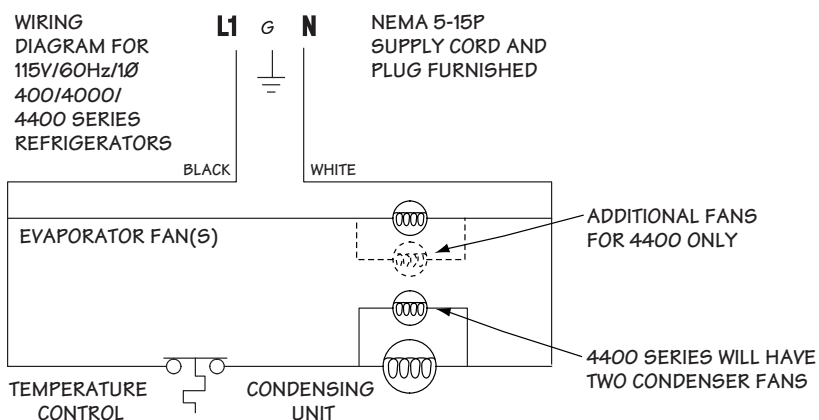 WIRING
DIAGRAM FOR
115V/60Hz/1Ø
400/4000/
4400 SERIES
REFRIGERATORS
L1 G N
NEMA 5-15P
SUPPLY CORD AND
PLUG FURNISHED
BLACK
WHITE
EVAPORATOR FAN(S)
ADDITIONAL FANS
FOR 4400 ONLY
4400 SERIES WILL HAVE
TWO CONDENSER FANS
TEMPERATURE
CONTROL
CONDENSING
UNIT